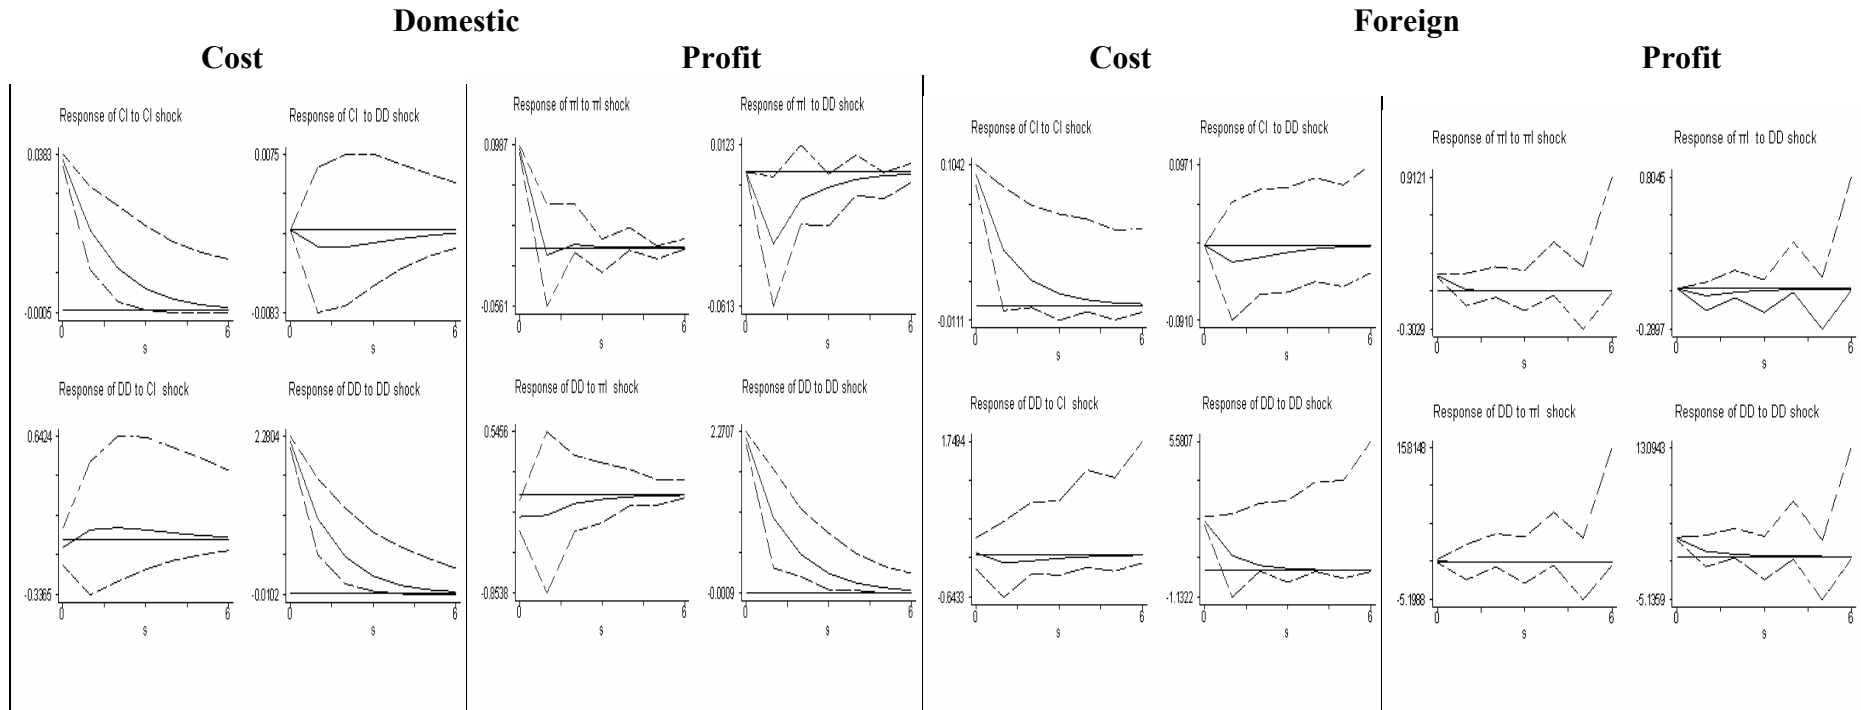 Domestic
Foreign
Cost
Profit
Cost
Profit
Response of CI to CI shock
0.0383
-0.0005
0
6
s
Response of CI to DD shock
0.0075
-0.0083
0
6
s
Response of DD to CI shock
0.6424
-0.3385
0
6
s
Response of DD to DD shock
2.2804
-0.0102
0
6
s
Response of πI to πI shock
0.0987
-0.0561
0
6
s
Response of πI to DD shock
0.0123
-0.0613
0
6
s
Response of DD to πI shock
0.5456
-0.8538
0
6
s
Response of DD to DD shock
2.2707
-0.0009
0
6
s
Response of CI to CI shock
0.1042
-0.0111
0
6
s
Response of CI to DD shock
0.0971
-0.0910
0
6
s
Response of DD to CI shock
1.7484
-0.6433
0
6
s
Response of DD to DD shock
5.5807
-1.1322
0
6
s
Response of πI to πI shock
0.9121
-0.3029
0
6
s
Response of πI to DD shock
0.8045
-0.2897
0
6
s
Response of DD to πI shock
15.8148
-5.1988
0
6
s
Response of DD to DD shock
13.0943
-5.1359
0
6
s